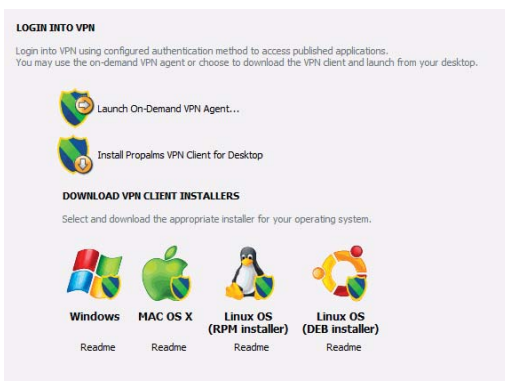 LOGIN INTO VPN
Login into VPN using configured authentication method to access published applications.
You may use the on-demand VPN agent or choose to download the VPN client and launch from your desktop.
Launch On-Demand VPN Agent...
Install Propalms VPN Client for Desktop
DOWNLOAD VPN CLIENT INSTALLERS
Select and download the appropriate installer for your operating system.
Windows MAC OS X Linux OS Linux OS
(RPM installer) (DEB installer)
Readme Readme Readme Readme